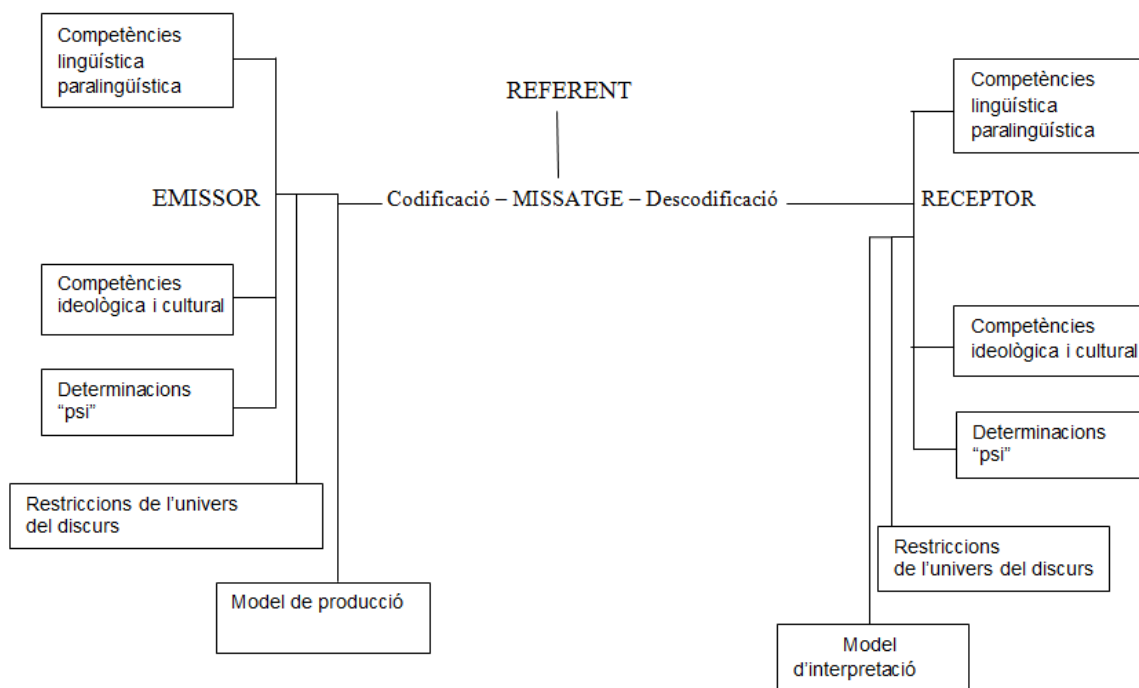 Competències
lingüística
paralingüística
REFERENT
Competències
lingüística
paralingüística
EMISSOR
Codificació – MISSATGE – Descodificació
RECEPTOR
Competències
ideològica i cultural
Competències
ideològica i cultural
Determinacions
“psi”
Determinacions
“psi”
Restriccions de l’univers
del discurs
Restriccions
de l’univers del discurs
Model de producció
Model
d’interpretació